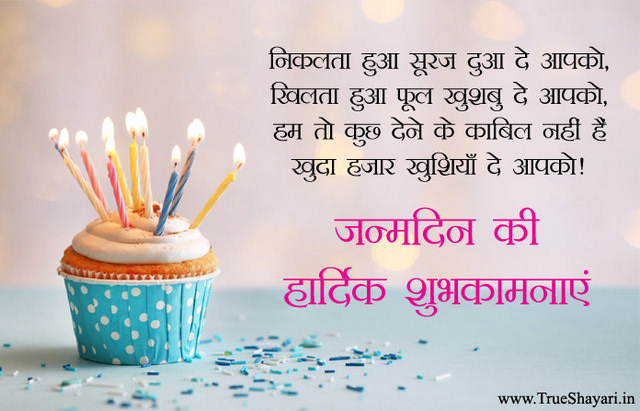 निकलता हुआ सूरज दुआ दे आपको,
खिलता हुआ फूल खुशबु दे आपको,
हम तो कुछ देने के काबिल नहीं हैं
खुदा हजार खुशियाँ दे आपको!
जन्मदिन की
हार्दिक शुभकामनाएं
www.TrueShayari.in